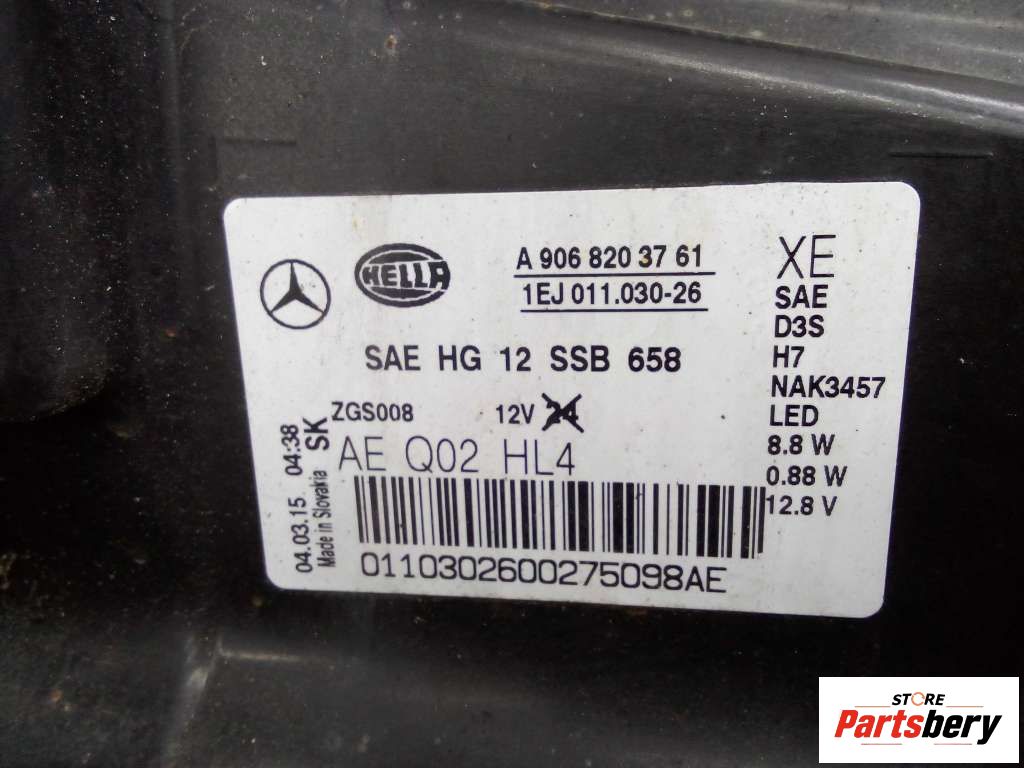 HELLA
A 906 820 3761
1EJ 011.030-26
XE
SAE
D3S
H7
NAK3457
LED
8.8 W
0.88 W
12.8 V
SAE HG 12 SSB 658
ZGS008 12V 24
AE Q02 HL4
04.03.15 04:38
Made in Slovakia SK
0110302600275098AE
STORE
Partsbery